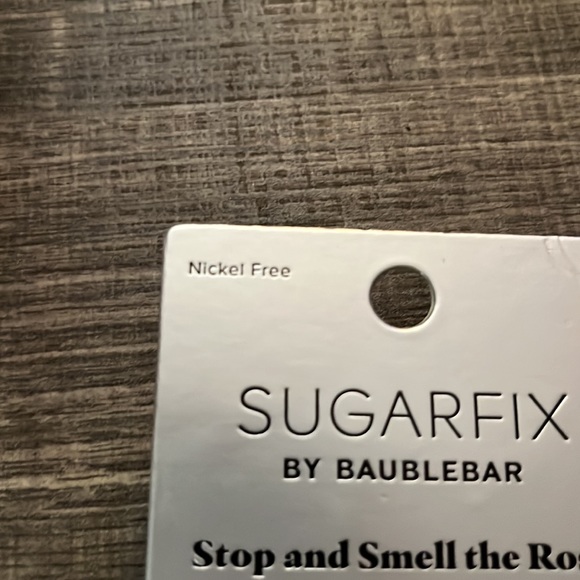 Nickel Free
SUGARFIX
BY BAUBLEBAR
Stop and Smell the